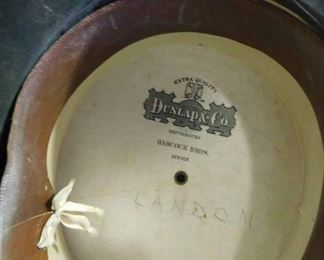 EXTRA QUALITY
DUNLAP & CO.
BABCOCK BROS.
DENVER
LANDON